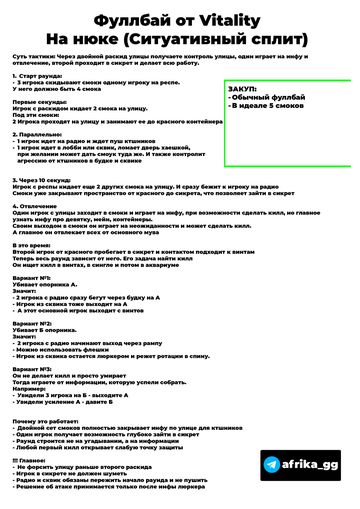 Фуллбай от Vitality
На нюке (Ситуативный сплит)
Суть тактики: Через двойной раскид улицы получаете контроль улицы, один играет на инфу и
отвлечение, второй проходит в сикрет и делает всю работу.
1. Старт раунда:
- 3 игрока скидывают смоки одному игроку на респе.
У него должно быть 4 смока
ЗАКУП:
-Обычный фуллбай
-В идеале 5 смоков
Первые секунды:
Игрок с раскидом кидает 2 смока на улицу.
Под эти смоки:
2 Игрока проходят на улицу и занимают ее до красного контейнера
2. Параллельно:
- 1 игрок идет на радио и ждет пуш ктшников
- 1 игрок идет в лобби или сквик, ломает дверь хаешкой,
при желании может дать смоук туда же. И также контролит
агрессию от ктшников в будке и сквике
3. Через 10 секунд:
Игрок с респы кидает еще 2 других смока на улицу. И сразу бежит к игроку на радио
Смоки уже закрывают пространство от красного до сикрета, что позволяет зайти в сикрет
4. Отвлечение
Один игрок с улицы заходит в смоки и играет на инфу, при возможности сделать килл, но главное
узнать инфу про девятку, мейн, контейнеры.
Своим выходом в смоки он играет на неожиданности и может сделать килл.
А главное он отвлекает всех от основного мува
В это время:
Второй игрок от красного пробегает в сикрет и контактом подходит к винтам
Теперь весь раунд зависит от него. Его задача найти килл
Он ищет килл в винтах, в сингле и потом в аквариуме
Вариант №1:
Убивает опорника А.
Значит:
- 2 игрока с радио сразу бегут через будку на А
- Игрок из сквика тоже выходит на А
- А этот основной игрок выходит с винтов
Вариант №2:
Убивает Б опорника.
Значит:
- 2 игрока с радио начинают выход через рампу
- Можно использовать флешки
- Игрок из сквика остается люркером и режет ротации в спину.
Вариант №3:
Он не делает килл и просто умирает
Тогда играете от информации, которую успели собрать.
Например:
- Увидели 3 игрока на Б - выходите А
- Увидели усиление А - давите Б
Почему это работает:
- Двойной сет смоков полностью закрывает инфу по улице для ктшников
- Один игрок получает возможность глубоко зайти в сикрет
- Раунд строится не на угадывании, а на информации
- Любой первый килл открывает слабую точку защиты
!!! Главное:
- Не форсить улицу раньше второго раскида
- Игрок в сикрете не должен шуметь
- Радио и сквик обязаны пережить начало раунда и не пушить
- Решение об атаке принимается только после инфы люркера
afrika_gg